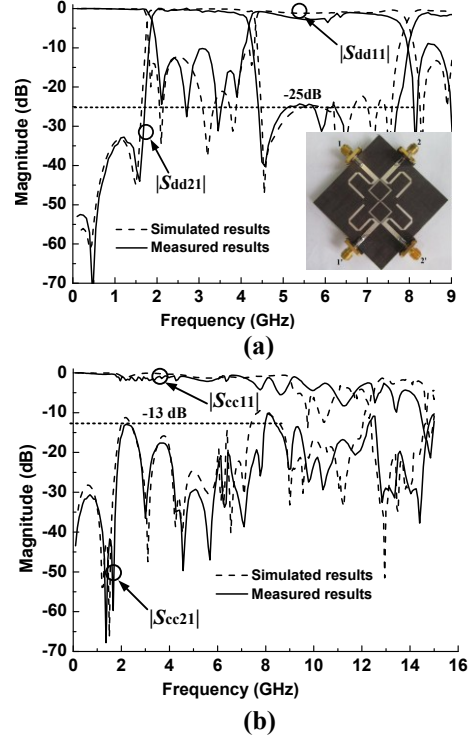 0
-10
-20
-30
-40
-50
-60
-70
Magnitude (dB)
|Sdd11|
-25dB
|Sdd21|
Simulated results
Measured results
1
2
1'
2'
0 1 2 3 4 5 6 7 8 9
Frequency (GHz)
(a)
0
-10
-20
-30
-40
-50
-60
-70
Magnitude (dB)
|Scc11|
-13 dB
Simulated results
Measured results
|Scc21|
0 2 4 6 8 10 12 14 16
Frequency (GHz)
(b)